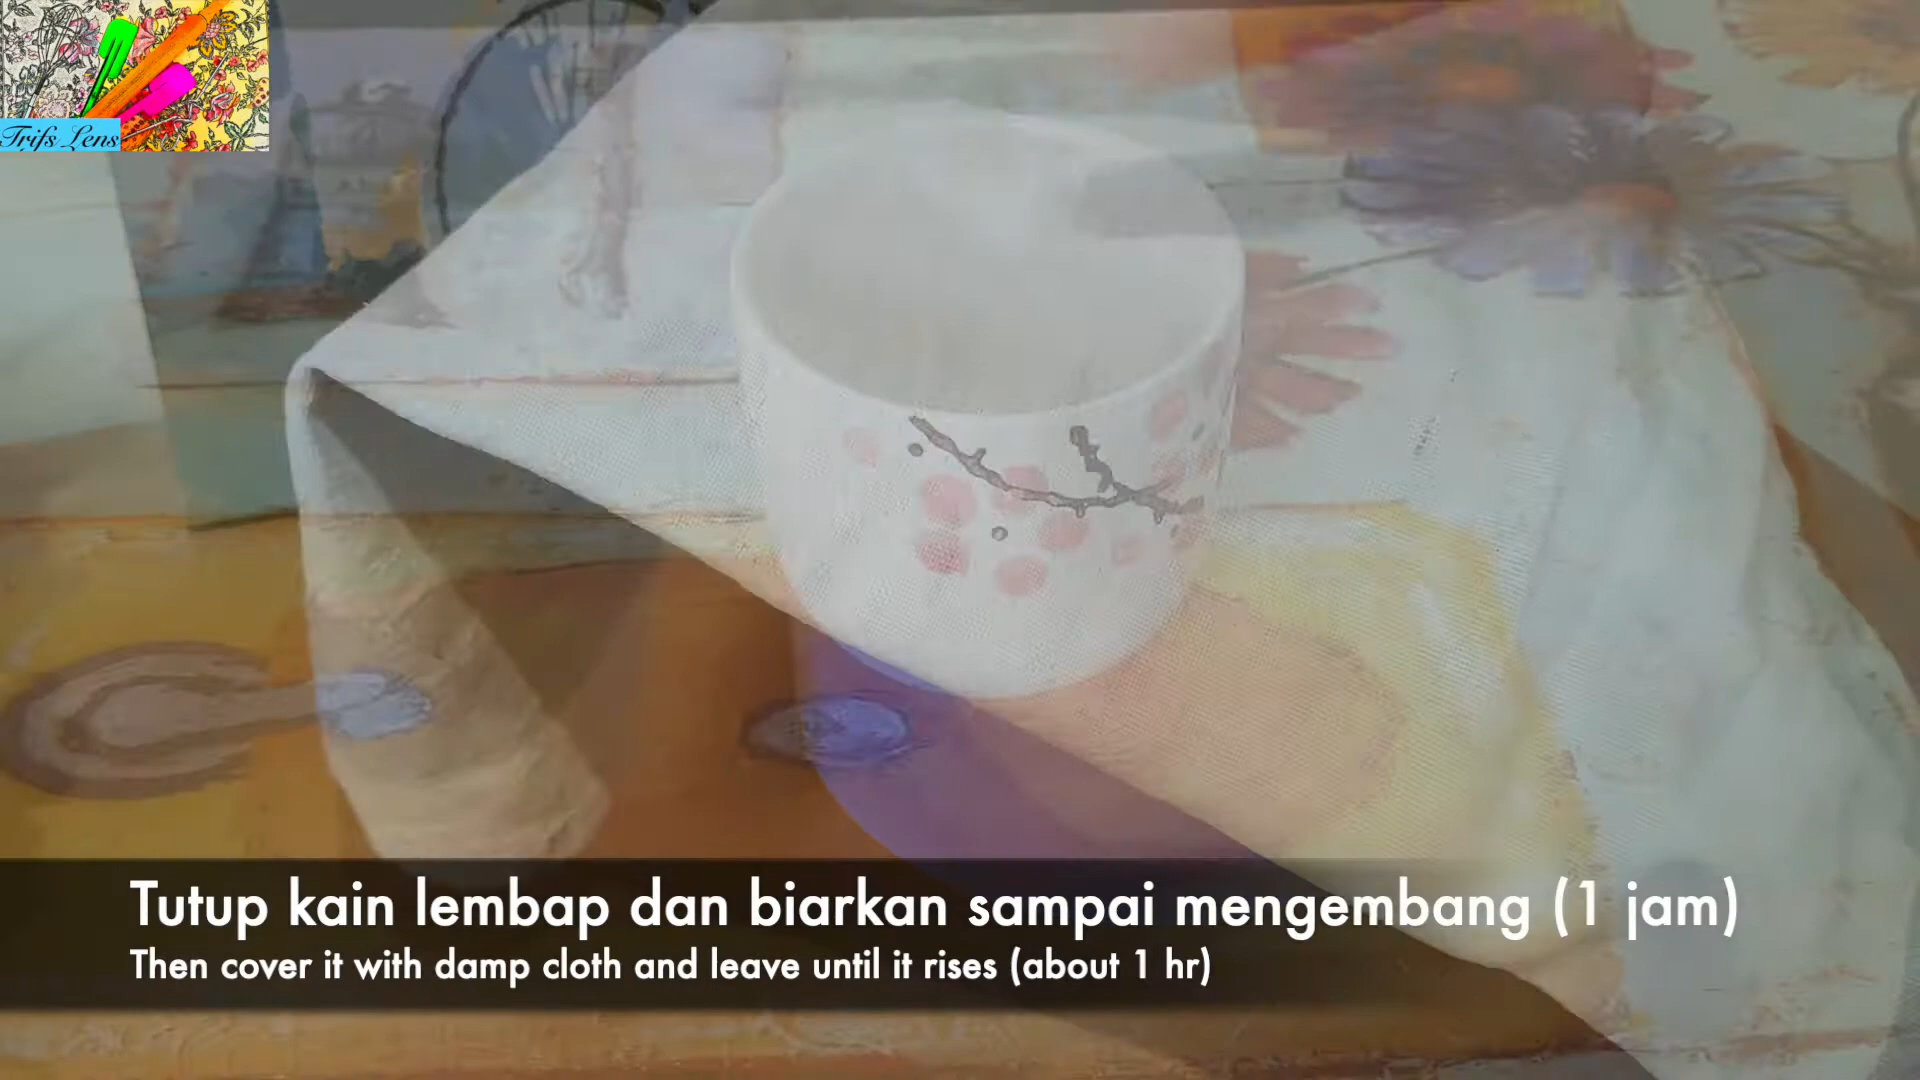 Trifs Lens
Tutup kain lembap dan biarkan sampai mengembang (1 jam)
Then cover it with damp cloth and leave until it rises (about 1 hr)